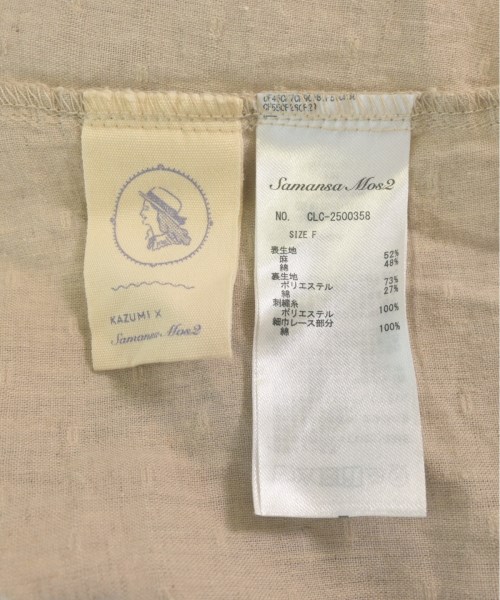 KAZUMI X
Samansa Mos2
Samansa Mos2
NO. CLC-2500358
SIZE F
表生地
麻 52%
綿 48%
裏生地
ポリエステル 73%
綿 27%
刺繍糸
ポリエステル 100%
細巾レース部分
綿 100%